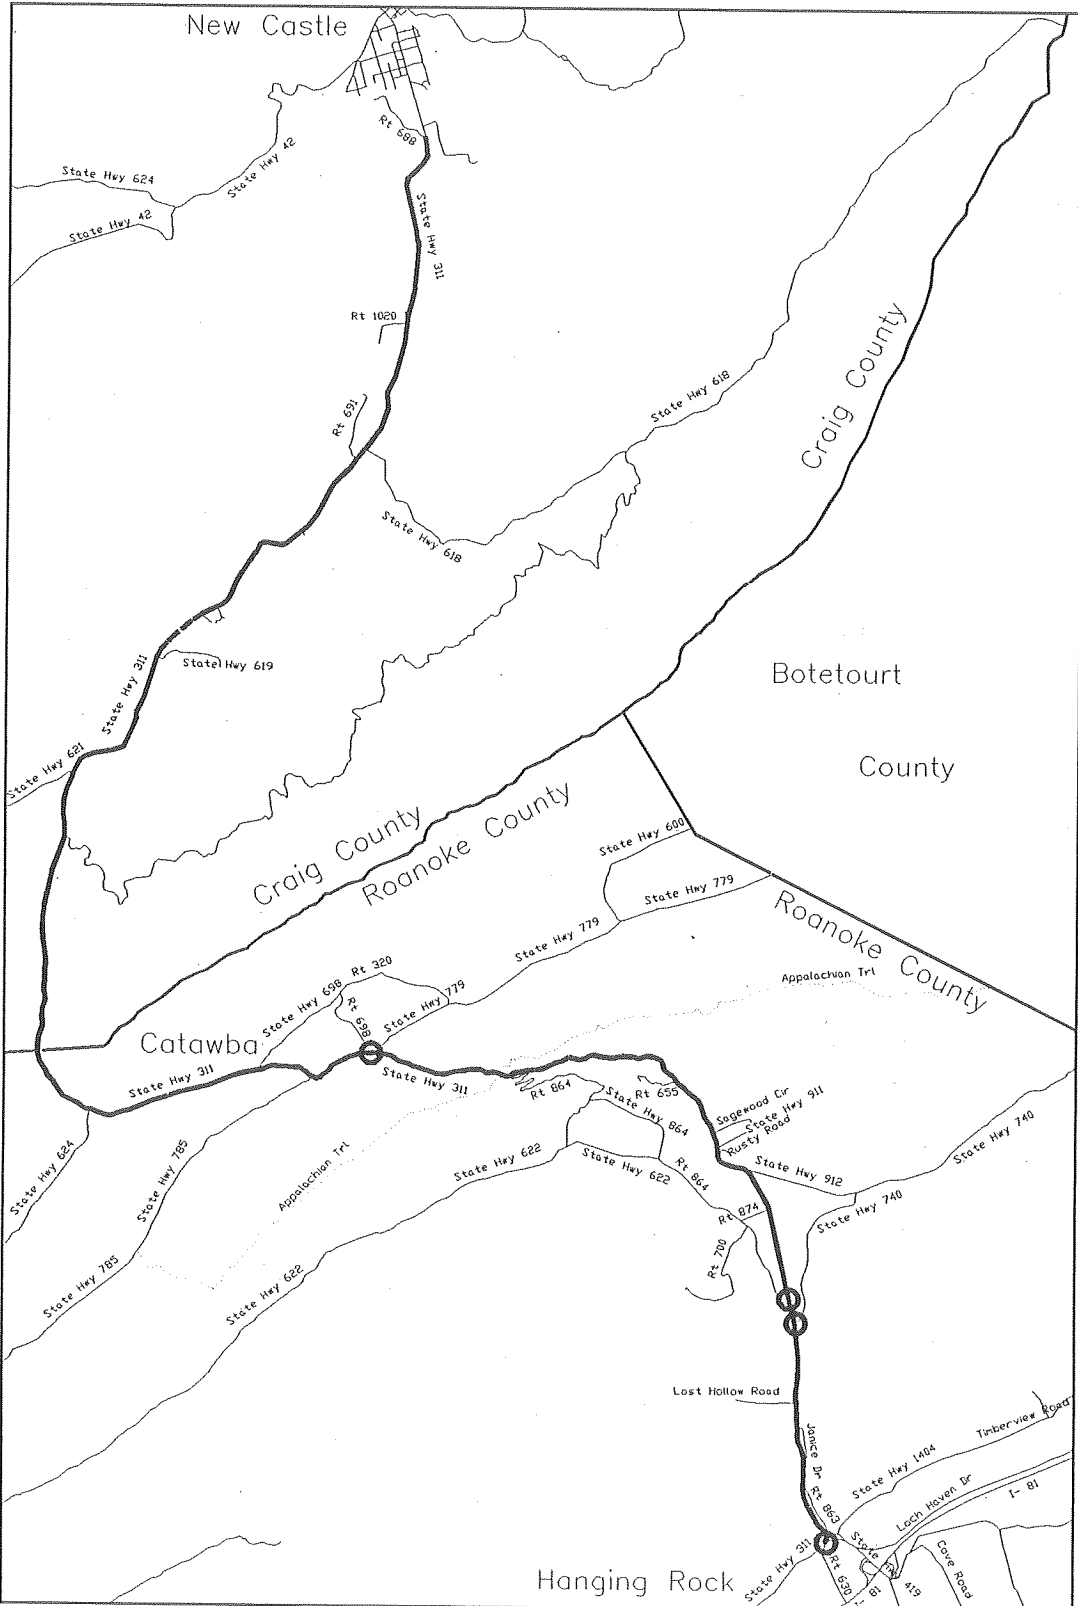 New Castle
Rt 688
State Hwy 42
State Hwy 624
State Hwy 42
State Hwy 311
Rt 1020
Craig County
State Hwy 618
Rt 691
State Hwy 618
State Hwy 311
State Hwy 619
Botetourt
County
State Hwy 621
Craig County
Roanoke County
State Hwy 600
State Hwy 779
Roanoke County
State Hwy 779
Rt 320
Appalachian Trl
State Hwy 698
State Hwy 779
Rt 698
Catawba
State Hwy 311
State Hwy 311
Rt 864
Rt 655
Sagewood Cir
State Hwy 911
Rusty Road
State Hwy 864
State Hwy 740
State Hwy 624
State Hwy 785
Appalachian Trl
State Hwy 622
State Hwy 622
Rt 864
State Hwy 912
Rt 874
State Hwy 740
Rt 700
State Hwy 785
State Hwy 622
Lost Hollow Road
Janice Dr
Timberview Road
State Hwy 1404
Rt 863
Loch Haven Dr
I- 81
State Hwy 419
State Hwy 311
Rt 630
I- 81
Cove Road
Hanging Rock